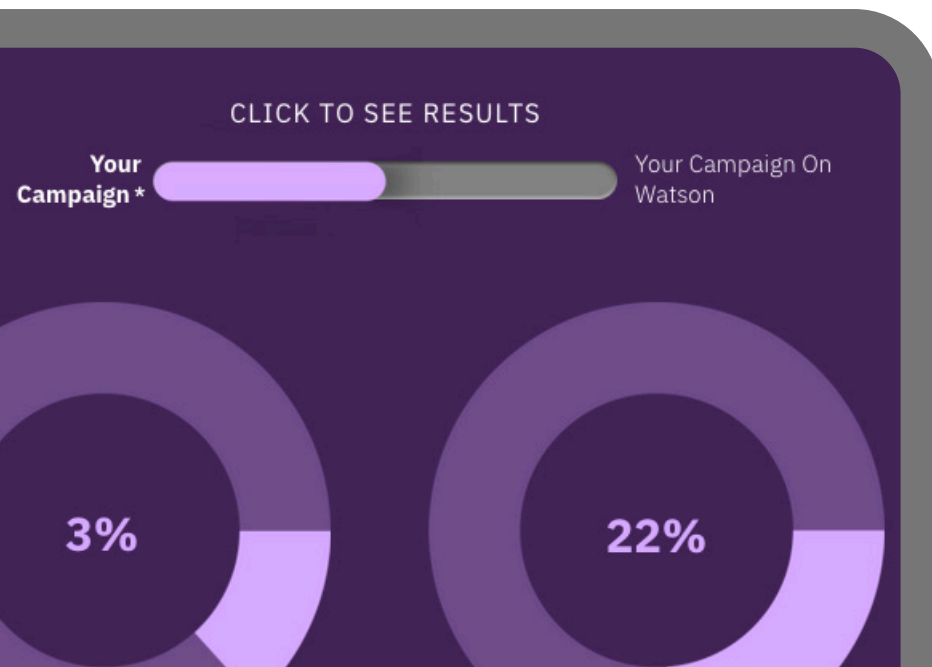 CLICK TO SEE RESULTS
Your
Campaign *
Your Campaign On
Watson
3%
22%